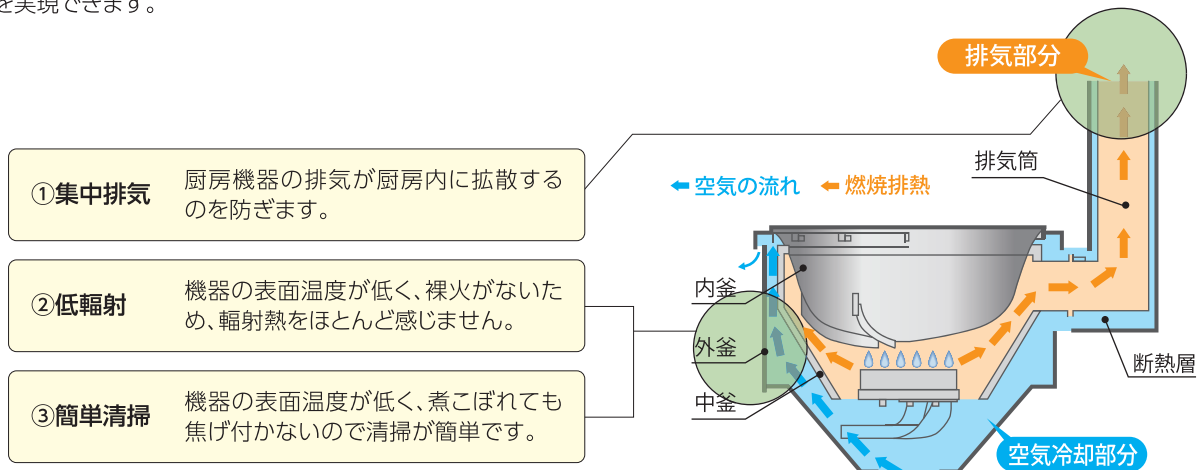 を実現できます。
排気部分
①集中排気
厨房機器の排気が厨房内に拡散する
のを防ぎます。
排気筒
空気の流れ
燃焼排熱
②低輻射
機器の表面温度が低く、裸火がないた
め、輻射熱をほとんど感じません。
内釜
外釜
断熱層
③簡単清掃
機器の表面温度が低く、煮こぼれても
焦げ付かないので清掃が簡単です。
中釜
空気冷却部分